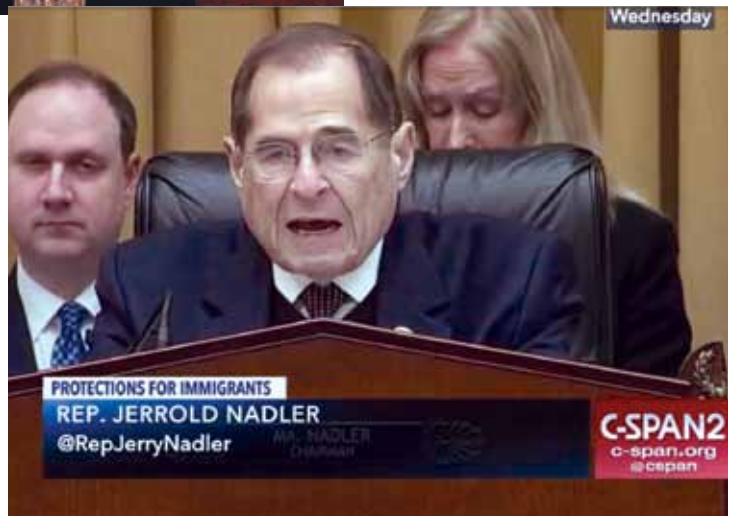 Wednesday
PROTECTIONS FOR IMMIGRANTS
REP. JERROLD NADLER
@RepJerryNadler
MR. NADLER
CHAIRMAN
C-SPAN2
c-span.org
@cspan